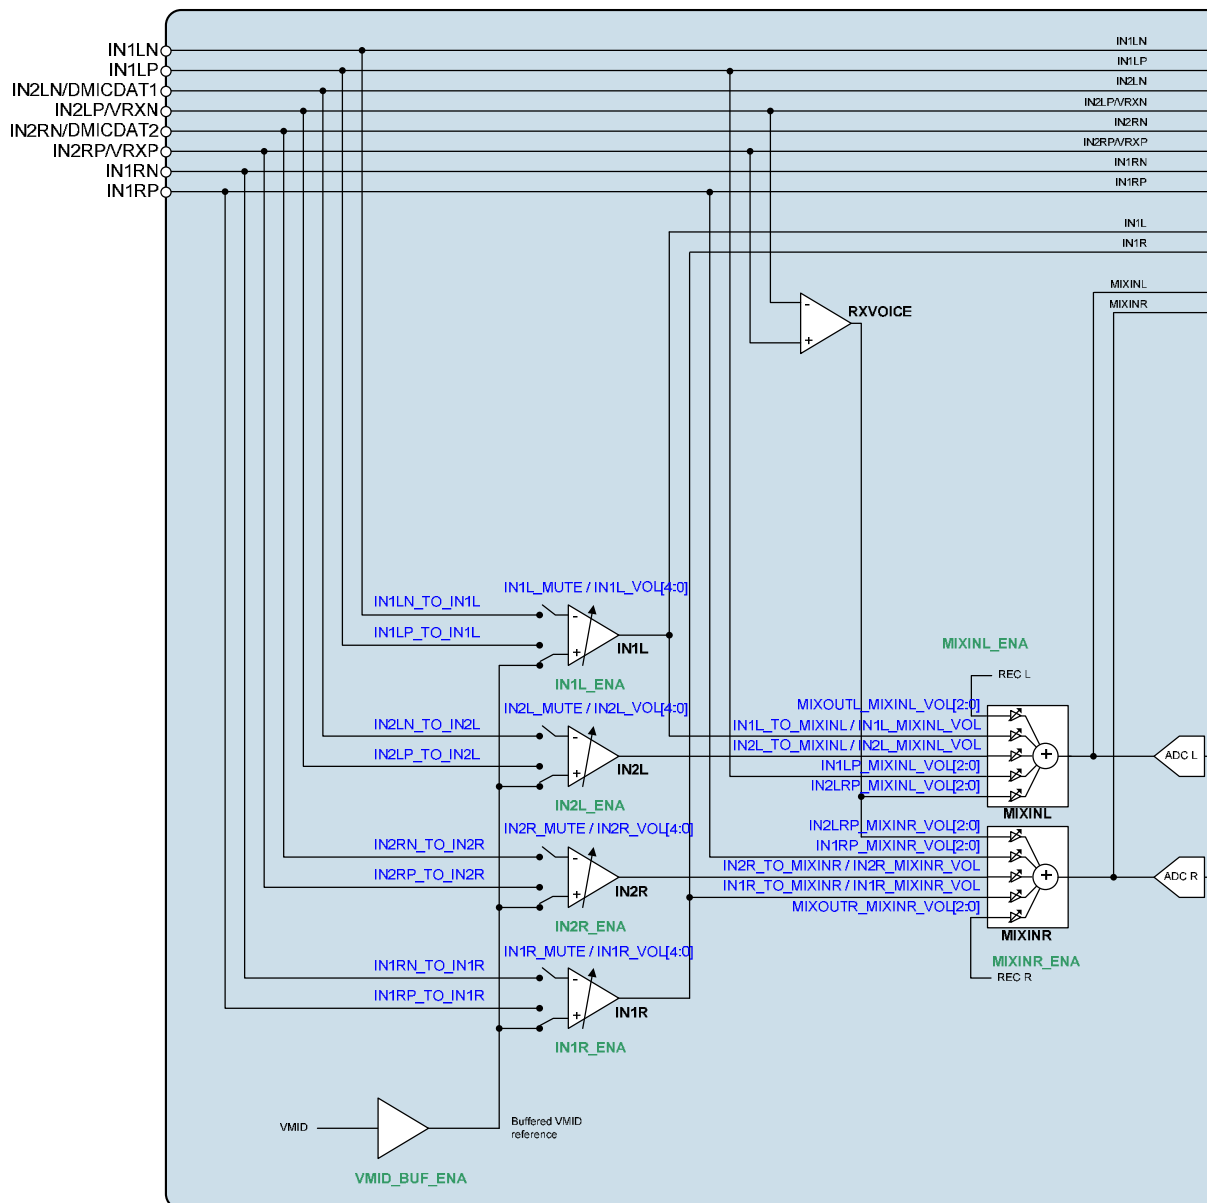 IN1LN
IN1LP
IN2LN/DMICDAT1
IN2LP/VRXN
IN2RN/DMICDAT2
IN2RP/VRXP
IN1RN
IN1RP
IN1LN
IN1LP
IN2LN
IN2LP/VRXN
IN2RN
IN2RP/VRXP
IN1RN
IN1RP
IN1L
IN1R
MIXINL
MIXINR
-
+
RXVOICE
IN1L_MUTE / IN1L_VOL[4:0]
IN1LN_TO_IN1L
IN1LP_TO_IN1L
-
+
IN1L
IN1L_ENA
IN2L_MUTE / IN2L_VOL[4:0]
IN2LN_TO_IN2L
IN2LP_TO_IN2L
-
+
IN2L
IN2L_ENA
IN2R_MUTE / IN2R_VOL[4:0]
IN2RN_TO_IN2R
IN2RP_TO_IN2R
-
+
IN2R
IN2R_ENA
IN1R_MUTE / IN1R_VOL[4:0]
IN1RN_TO_IN1R
IN1RP_TO_IN1R
-
+
IN1R
IN1R_ENA
MIXINL_ENA
REC L
MIXOUTL_MIXINL_VOL[2:0]
IN1L_TO_MIXINL / IN1L_MIXINL_VOL
IN2L_TO_MIXINL / IN2L_MIXINL_VOL
IN1LP_MIXINL_VOL[2:0]
IN2LRP_MIXINL_VOL[2:0]
+
MIXINL
ADC L
IN2LRP_MIXINR_VOL[2:0]
IN1RP_MIXINR_VOL[2:0]
IN2R_TO_MIXINR / IN2R_MIXINR_VOL
IN1R_TO_MIXINR / IN1R_MIXINR_VOL
MIXOUTR_MIXINR_VOL[2:0]
+
MIXINR
ADC R
MIXINR_ENA
REC R
VMID
Buffered VMID
reference
VMID_BUF_ENA